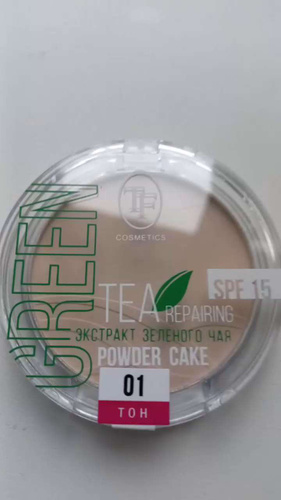 TF
COSMETICS
GREEN
TEA
REPAIRING
SPF 15
ЭКСТРАКТ ЗЕЛЕНОГО ЧАЯ
POWDER CAKE
01
ТОН